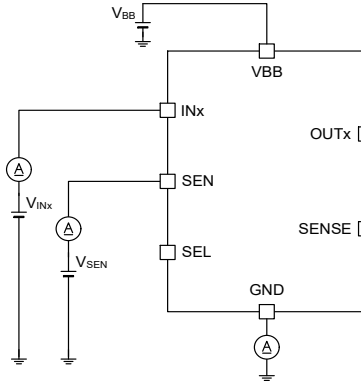 VBB
VBB
INx
OUTx
A
VINx
SEN
A
VSEN
SENSE
SEL
GND
A